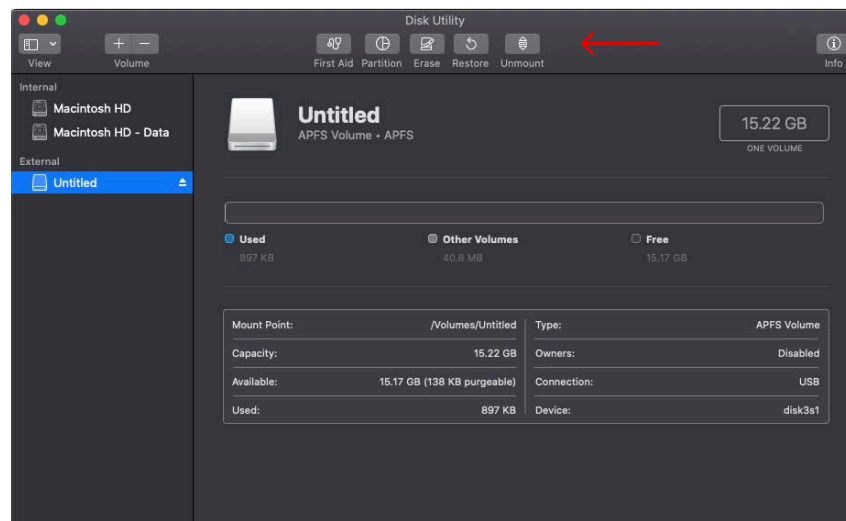 Disk Utility
View Volume First Aid Partition Erase Restore Unmount Info
Internal
Macintosh HD
Macintosh HD - Data
External
Untitled
Untitled
APFS Volume • APFS
15.22 GB
ONE VOLUME
Used Other Volumes Free
897 KB 40.8 MB 15.17 GB
Mount Point: /Volumes/Untitled Type: APFS Volume
Capacity: 15.22 GB Owners: Disabled
Available: 15.17 GB (138 KB purgeable) Connection: USB
Used: 897 KB Device: disk3s1